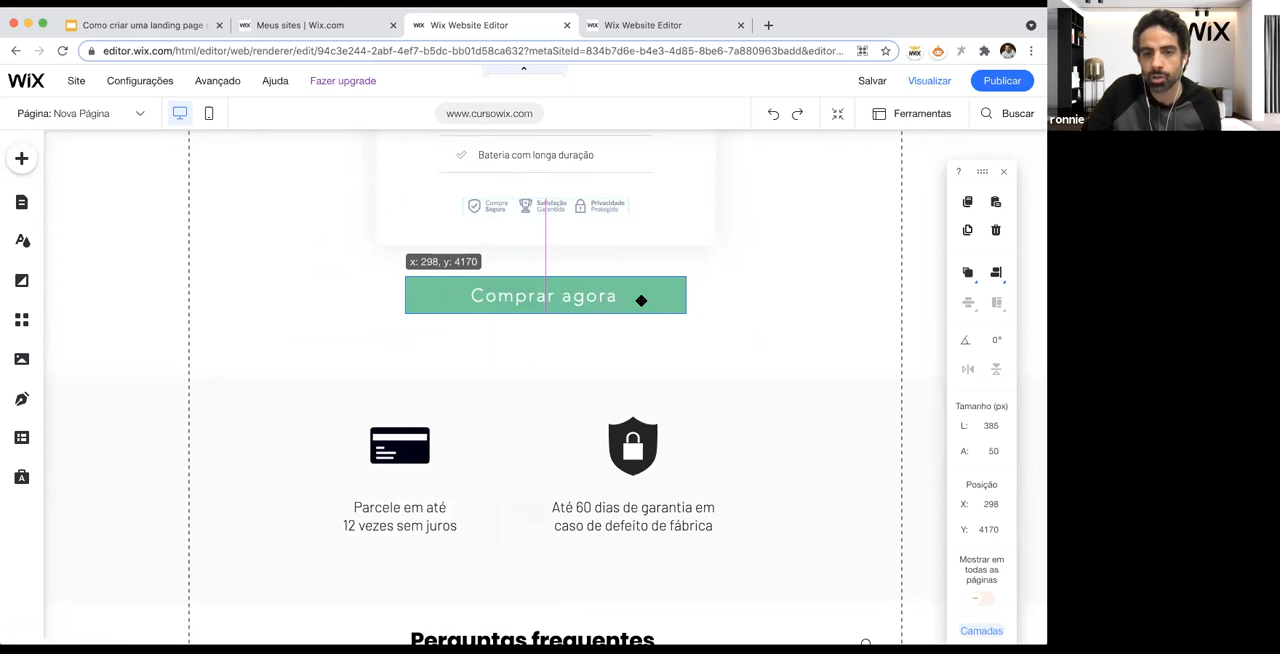 Como criar uma landing page
Meus sites | Wix.com
Wix Website Editor
Wix Website Editor
editor.wix.com/html/editor/web/renderer/edit/94c3e244-2abf-4ef7-b5dc-bb01d58ca632?metaSiteId=834b7d6e-b4e3-4d85-8be6-7a880963badd&editor...
WIX
Site
Configurações
Avançado
Ajuda
Fazer upgrade
Salvar
Visualizar
Publicar
Página: Nova Página
www.cursowix.com
Ferramentas
Buscar
Bateria com longa duração
Compra
Segura
Satisfação
Garantida
Privacidade
Protegida
x: 298, y: 4170
Comprar agora
Parcele em até
12 vezes sem juros
Até 60 dias de garantia em
caso de defeito de fábrica
Perguntas frequentes
?
0°
Tamanho (px)
L: 385
A: 50
Posição
X: 298
Y: 4170
Mostrar em
todas as
páginas
Camadas
WiX
ronnie